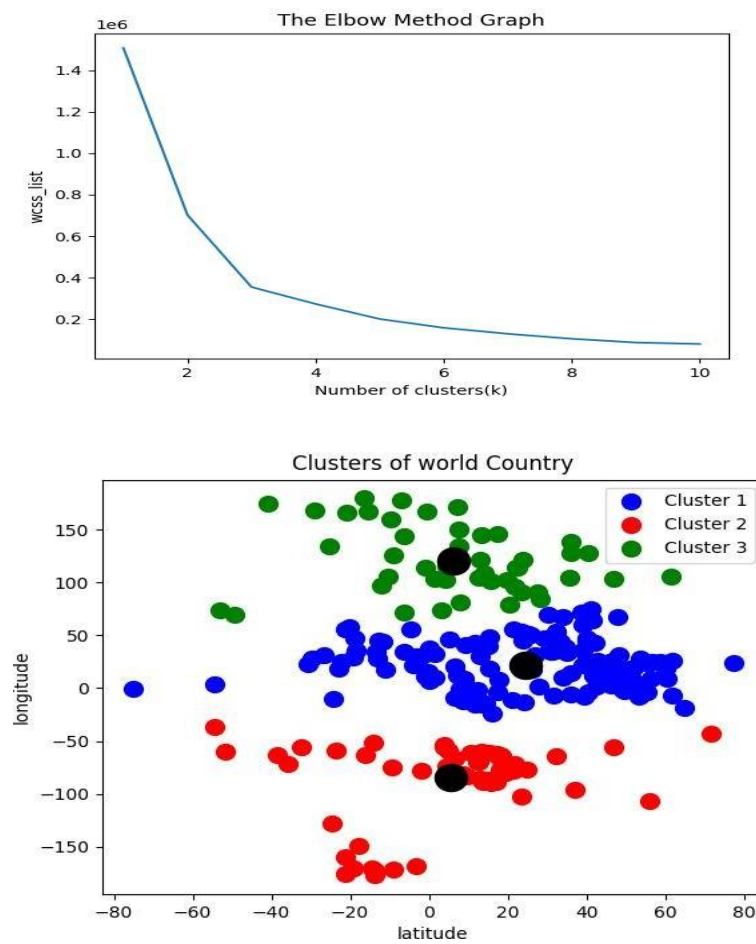 The Elbow Method Graph
1e6
1.4
1.2
1.0
0.8
0.6
0.4
0.2
wcss_list
2 4 6 8 10
Number of clusters(k)
Clusters of world Country
Cluster 1
Cluster 2
Cluster 3
150
100
50
0
−50
−100
−150
longitude
−80 −60 −40 −20 0 20 40 60 80
latitude